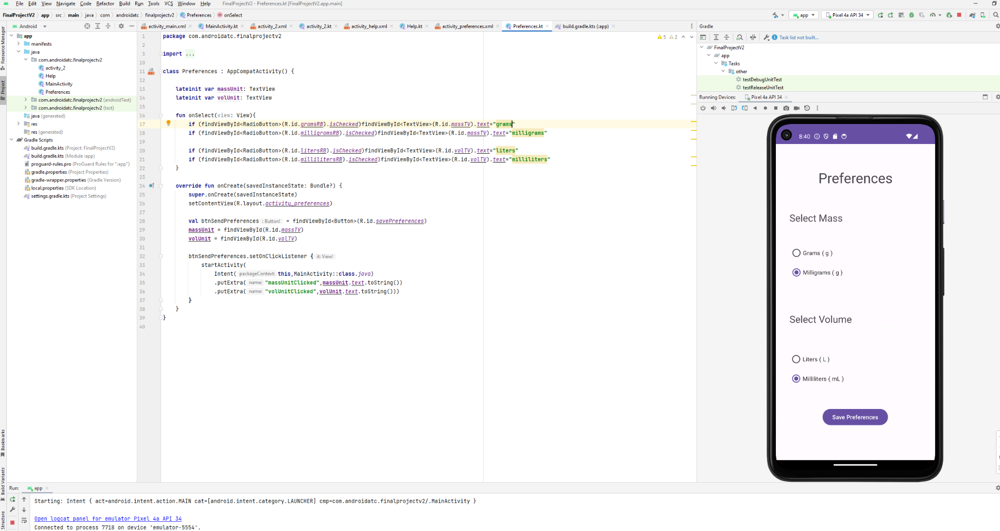 File Edit View Navigate Code Refactor Build Run Tools VCS Window Help FinalProjectV2 - Preferences.kt [FinalProjectV2.app.main]
FinalProjectV2 app src main java com androidatc finalprojectv2 Preferences onSelect
app Pixel 4a API 34
Android
activity_main.xml MainActivity.kt activity_2.xml activity_2.kt activity_help.xml Help.kt activity_preferences.xml Preferences.kt build.gradle.kts (:app)
Resource Manager
Project
Bookmarks
Build Variants
Structure
app
manifests
java
com.androidatc.finalprojectv2
activity_2
Help
MainActivity
Preferences
com.androidatc.finalprojectv2 (androidTest)
com.androidatc.finalprojectv2 (test)
java (generated)
res
res (generated)
Gradle Scripts
build.gradle.kts (Project: FinalProjectV2)
build.gradle.kts (Module :app)
proguard-rules.pro (ProGuard Rules for ":app")
gradle.properties (Project Properties)
gradle-wrapper.properties (Gradle Version)
local.properties (SDK Location)
settings.gradle.kts (Project Settings)
5 2
1 package com.androidatc.finalprojectv2
2
3 import ...
10
11 class Preferences : AppCompatActivity() {
12
13 lateinit var massUnit: TextView
14 lateinit var volUnit: TextView
15
16 fun onSelect(view: View){
17 if (findViewById<RadioButton>(R.id.gramsRB).isChecked)findViewById<TextView>(R.id.massTV).text="grams"
18 if (findViewById<RadioButton>(R.id.milligramsRB).isChecked)findViewById<TextView>(R.id.massTV).text="milligrams"
19
20 if (findViewById<RadioButton>(R.id.litersRB).isChecked)findViewById<TextView>(R.id.volTV).text="liters"
21 if (findViewById<RadioButton>(R.id.millilitersRB).isChecked)findViewById<TextView>(R.id.volTV).text="milliliters"
22 }
23
24 override fun onCreate(savedInstanceState: Bundle?) {
25 super.onCreate(savedInstanceState)
26 setContentView(R.layout.activity_preferences)
27
28 val btnSendPreferences : Button! = findViewById<Button>(R.id.savePreferences)
29 massUnit = findViewById(R.id.massTV)
30 volUnit = findViewById(R.id.volTV)
31
32 btnSendPreferences.setOnClickListener { it: View!
33 startActivity(
34 Intent( packageContext: this,MainActivity::class.java)
35 .putExtra( name: "massUnitClicked",massUnit.text.toString())
36 .putExtra( name: "volUnitClicked",volUnit.text.toString()))
37 }
38 }
39 }
40
Gradle
Task list not built...
FinalProjectV2
app
Tasks
other
testDebugUnitTest
testReleaseUnitTest
Running Devices: Pixel 4a API 34
8:40
Preferences
Select Mass
Grams ( g )
Milligrams ( g )
Select Volume
Liters ( L )
Milliliters ( mL )
Save Preferences
Run: app
Starting: Intent { act=android.intent.action.MAIN cat=[android.intent.category.LAUNCHER] cmp=com.androidatc.finalprojectv2/.MainActivity }
Open logcat panel for emulator Pixel 4a API 34
Connected to process 7718 on device 'emulator-5554'.